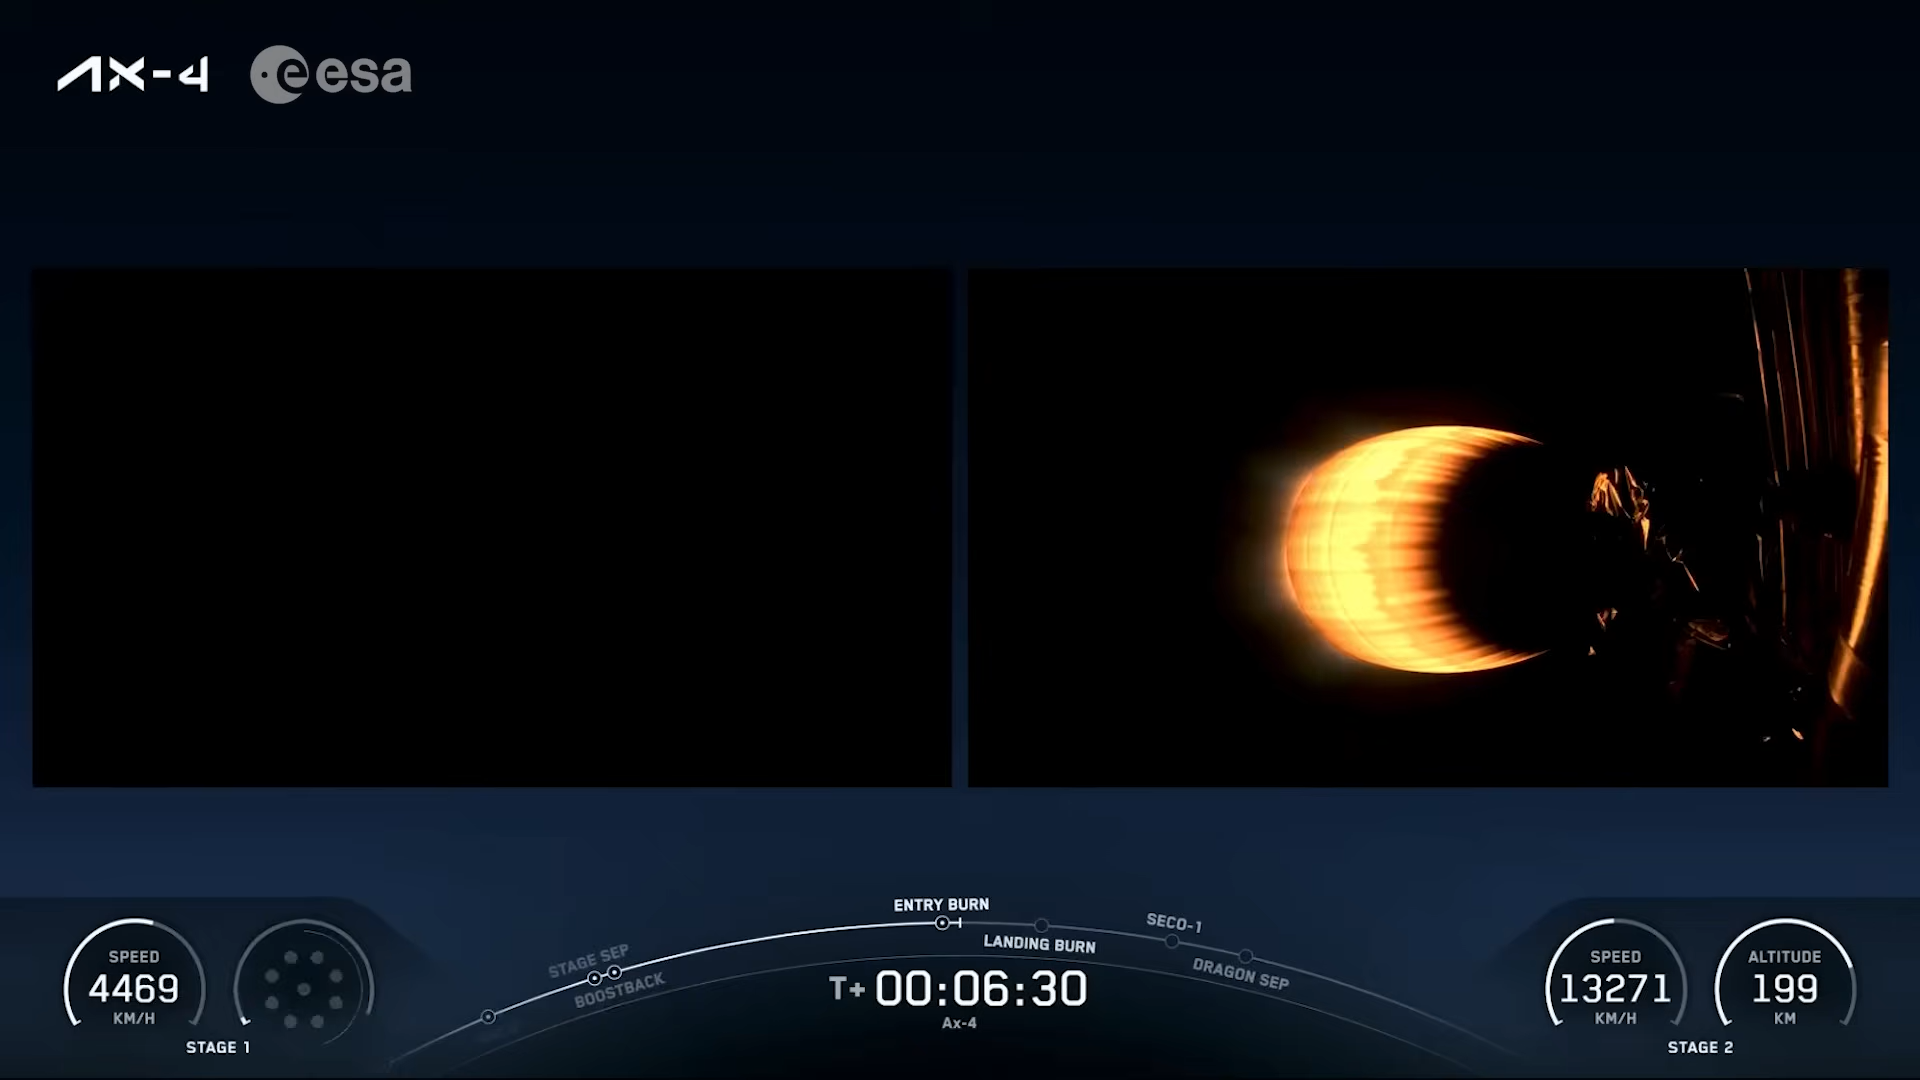 AX-4 esa
ENTRY BURN
LANDING BURN
SECO-1
DRAGON SEP
STAGE SEP
BOOSTBACK
SPEED
4469
KM/H
STAGE 1
T+ 00:06:30
Ax-4
SPEED
13271
KM/H
ALTITUDE
199
KM
STAGE 2